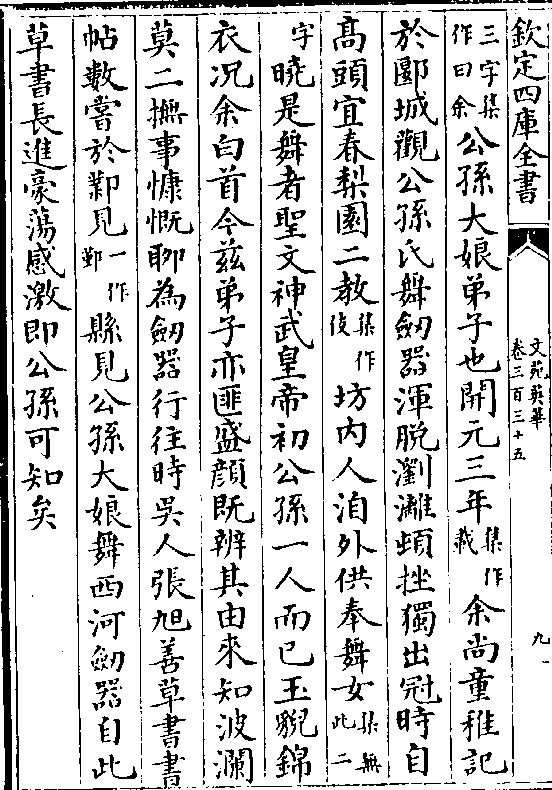 欽定四庫全書
文苑英華
卷三百三十五
九
三字集作曰余公孫大娘弟子也開元三年集作載余尚童稚記
於郾城觀公孫氏舞劒器渾脫瀏灕頓挫獨出冠時自
髙頭宜春棃園二教集作伎坊内人洎外供奉舞女集無此二
字曉是舞者聖文神武皇帝初公孫一人而已玉貎錦
衣况余白首今兹弟子亦匪盛顔既辨其由來知波瀾
莫二撫事慷慨聊為劒器行往時吳人張旭善草書書
帖數嘗於鄴見一作鄴縣見公孫大娘舞西河劒器自此
草書長進豪蕩感激即公孫可知矣